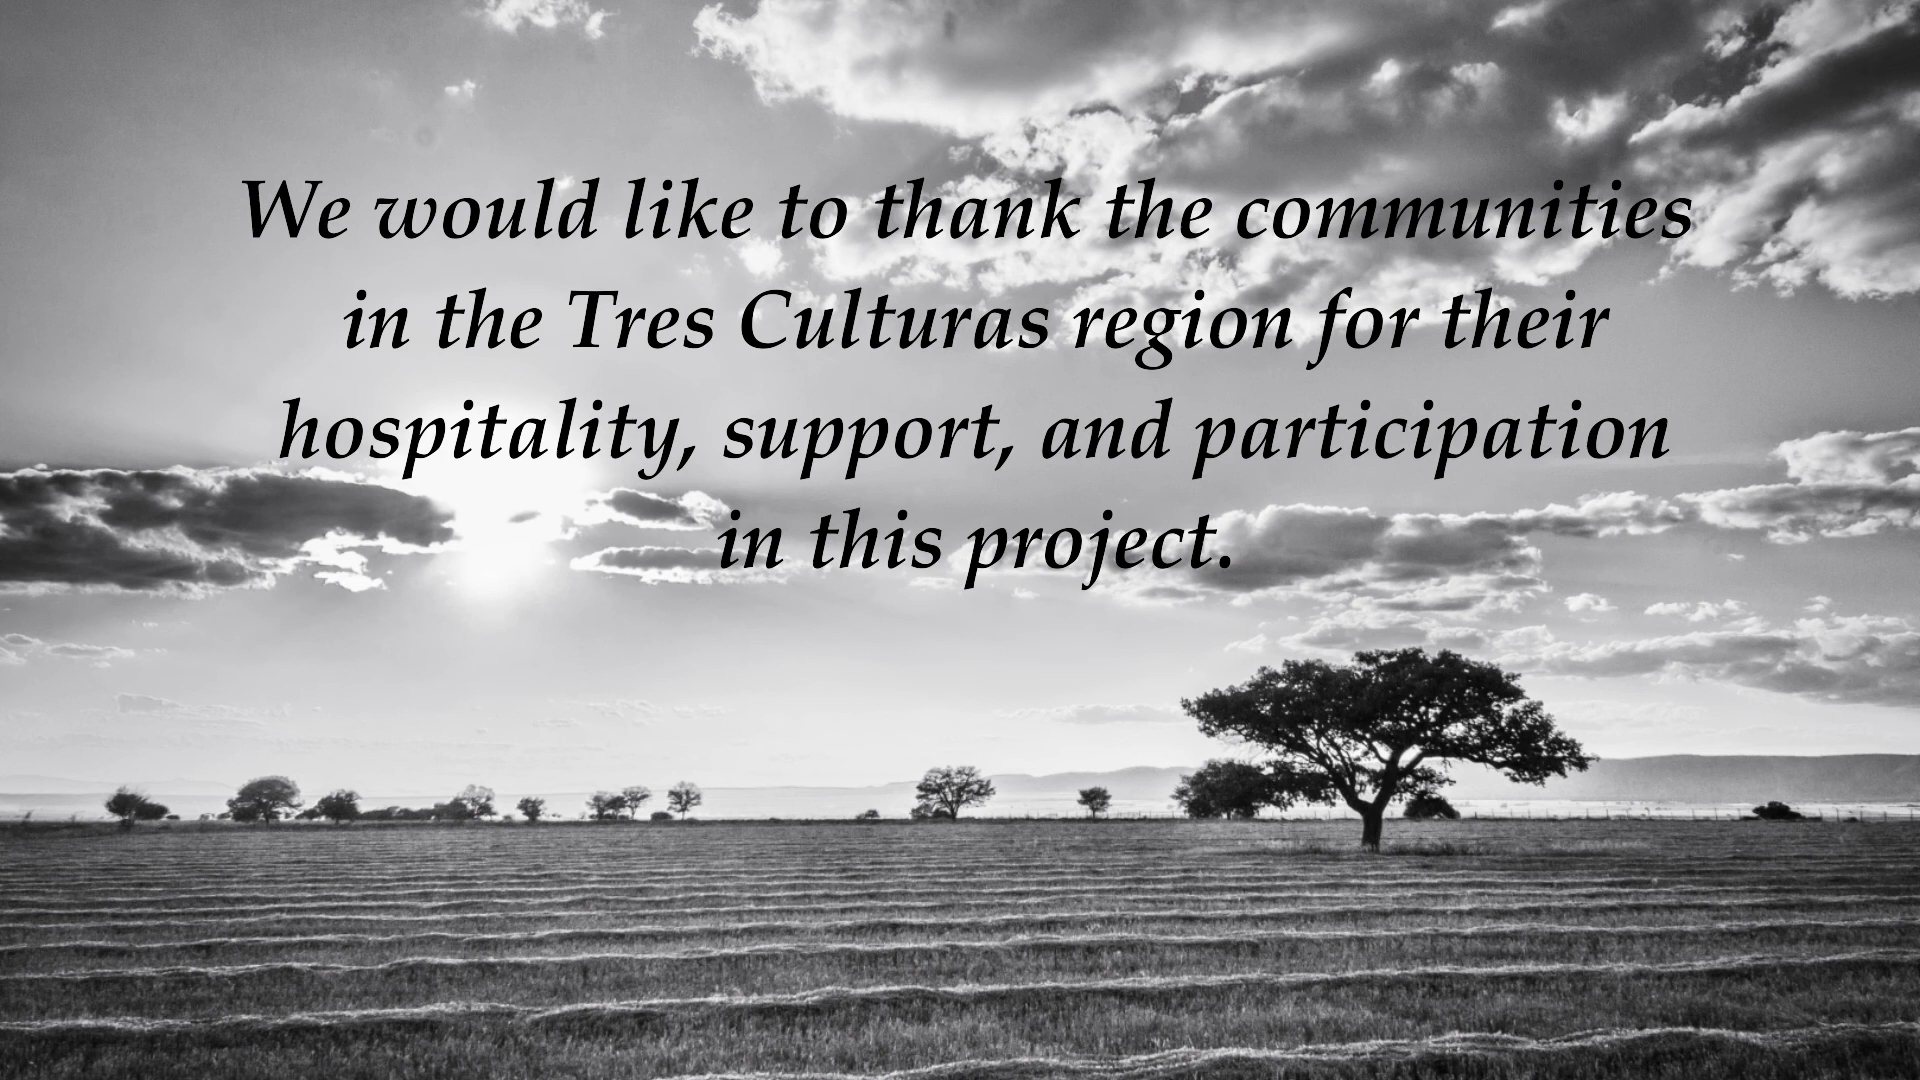 We would like to thank the communities
in the Tres Culturas region for their
hospitality, support, and participation
in this project.